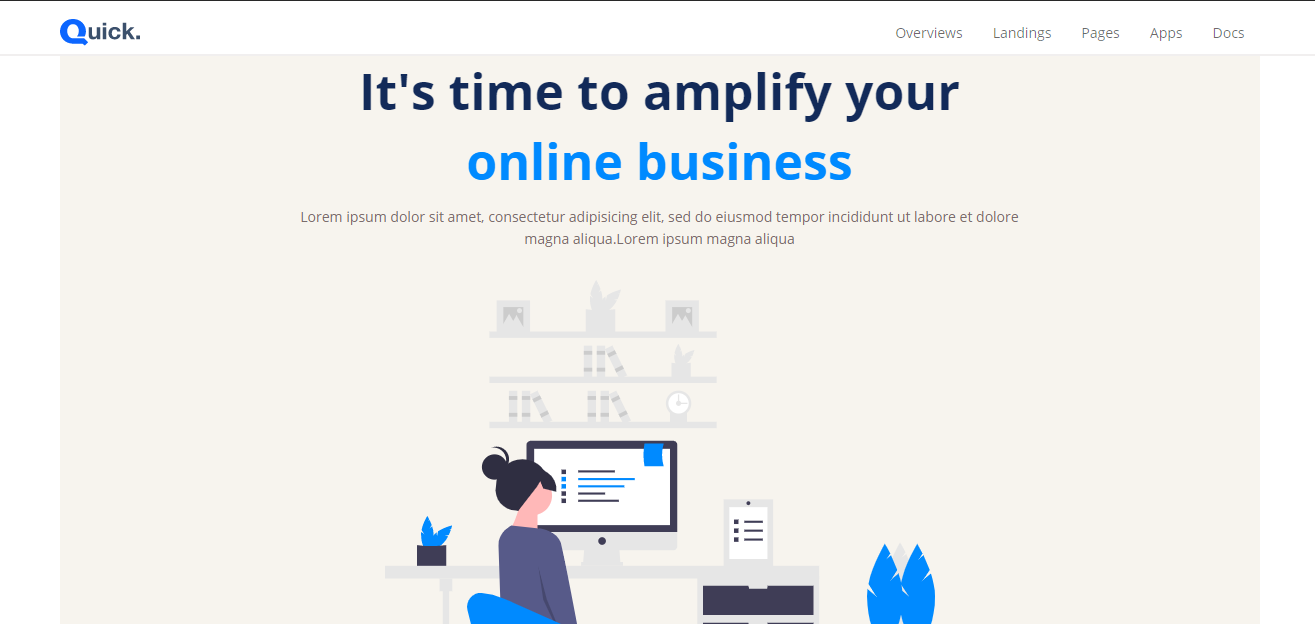 Quick.
Overviews Landings Pages Apps Docs
It's time to amplify your
online business
Lorem ipsum dolor sit amet, consectetur adipisicing elit, sed do eiusmod tempor incididunt ut labore et dolore
magna aliqua.Lorem ipsum magna aliqua